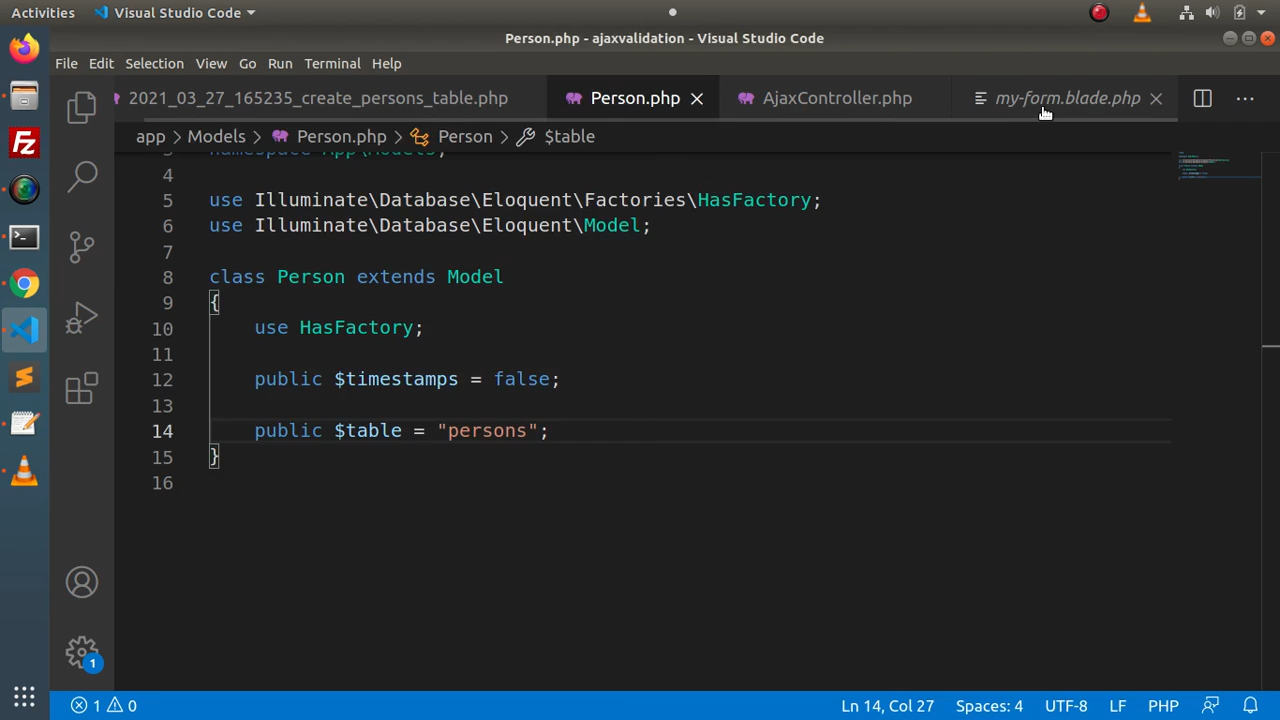 Activities
Visual Studio Code
Person.php - ajaxvalidation - Visual Studio Code
File Edit Selection View Go Run Terminal Help
2021_03_27_165235_create_persons_table.php
Person.php
AjaxController.php
my-form.blade.php
app > Models > Person.php > Person > $table
namespace App\Models;
4
5 use Illuminate\Database\Eloquent\Factories\HasFactory;
6 use Illuminate\Database\Eloquent\Model;
7
8 class Person extends Model
9 {
10 use HasFactory;
11
12 public $timestamps = false;
13
14 public $table = "persons";
15 }
16
1
1 0
Ln 14, Col 27
Spaces: 4
UTF-8
LF
PHP